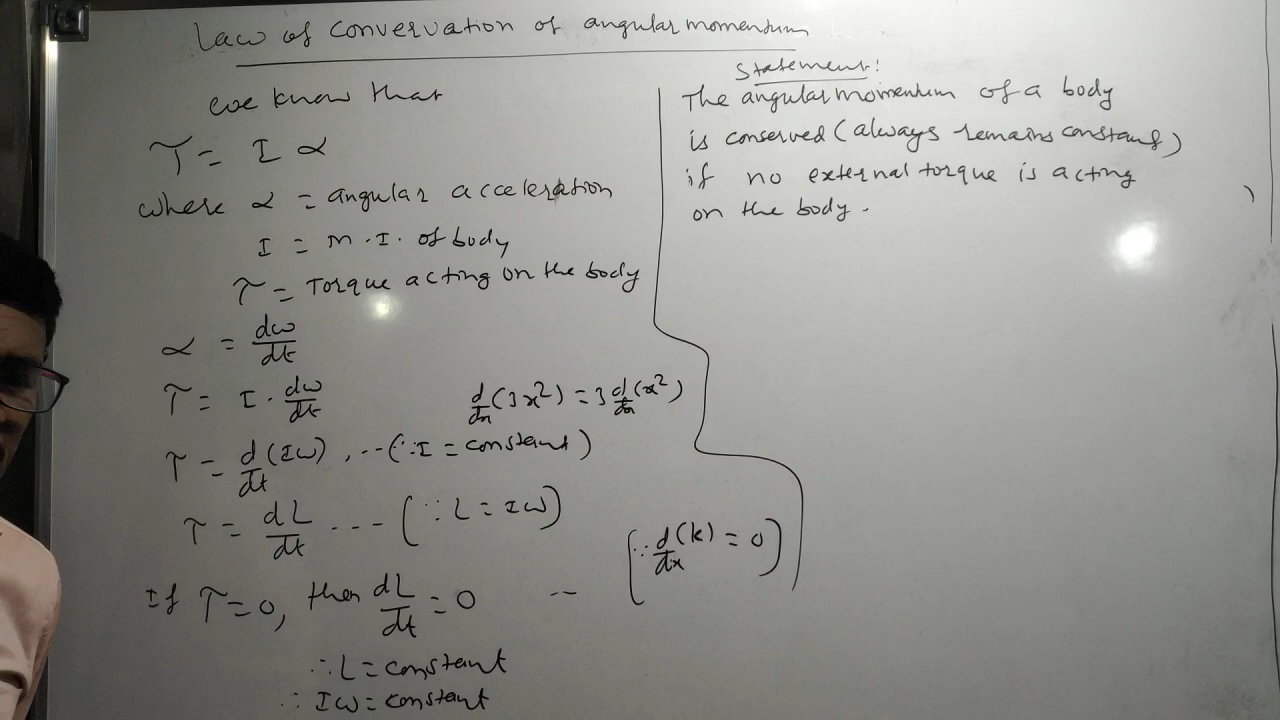 Law of convervation of angular momentum
we know that
τ = I α
where α = angular acceleration
I = M.I. of body
τ = Torque acting on the body
α = dω/dt
τ = I . dω/dt
d/dx (3x²) = 3 d/dx (x²)
τ = d/dt (Iω) , --(∵ I = constant)
τ = dL/dt --- (∵ L = Iω)
If τ = 0, then dL/dt = 0 -- [∵ d/dx (k) = 0]
∴ L = constant
∴ Iω = constant
Statement:
The angular momentum of a body
is conserved (always remains constant)
if no external torque is acting
on the body.